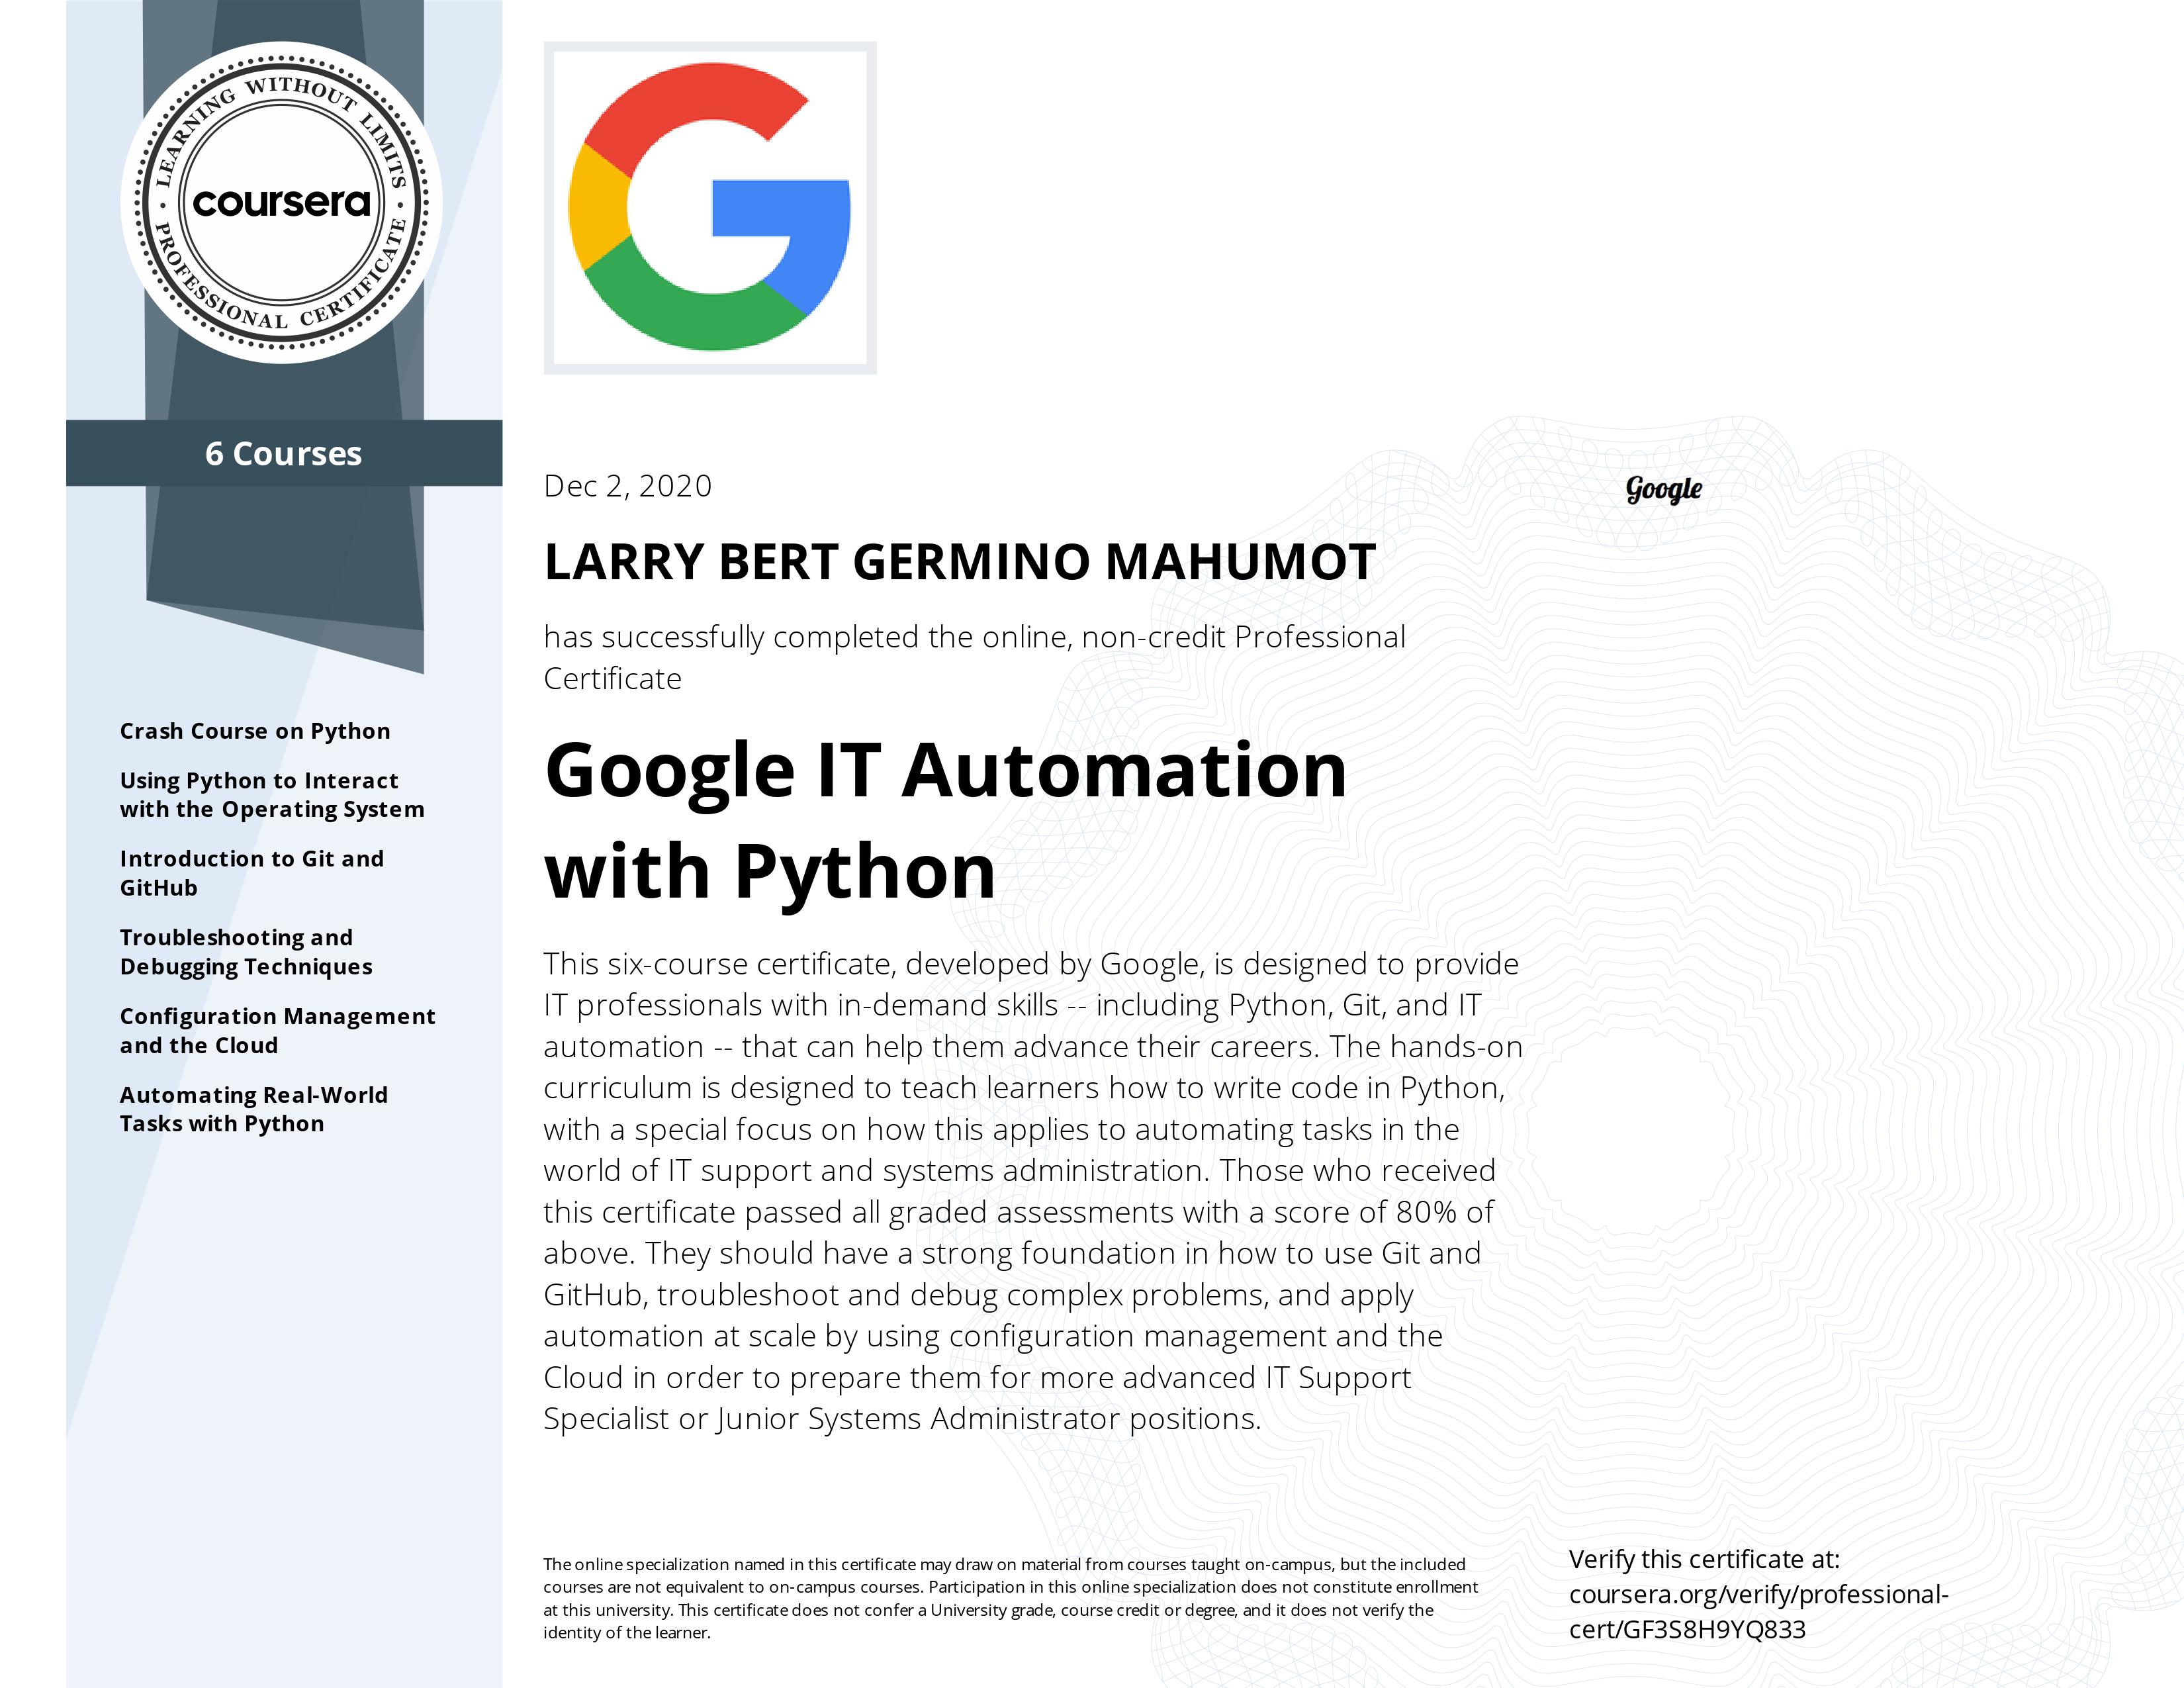 LEARNING WITHOUT LIMITS
coursera
PROFESSIONAL CERTIFICATE
6 Courses
Crash Course on Python
Using Python to Interact
with the Operating System
Introduction to Git and
GitHub
Troubleshooting and
Debugging Techniques
Configuration Management
and the Cloud
Automating Real-World
Tasks with Python
Dec 2, 2020
Google
LARRY BERT GERMINO MAHUMOT
has successfully completed the online, non-credit Professional
Certificate
Google IT Automation
with Python
This six-course certificate, developed by Google, is designed to provide
IT professionals with in-demand skills -- including Python, Git, and IT
automation -- that can help them advance their careers. The hands-on
curriculum is designed to teach learners how to write code in Python,
with a special focus on how this applies to automating tasks in the
world of IT support and systems administration. Those who received
this certificate passed all graded assessments with a score of 80% of
above. They should have a strong foundation in how to use Git and
GitHub, troubleshoot and debug complex problems, and apply
automation at scale by using configuration management and the
Cloud in order to prepare them for more advanced IT Support
Specialist or Junior Systems Administrator positions.
The online specialization named in this certificate may draw on material from courses taught on-campus, but the included
courses are not equivalent to on-campus courses. Participation in this online specialization does not constitute enrollment
at this university. This certificate does not confer a University grade, course credit or degree, and it does not verify the
identity of the learner.
Verify this certificate at:
coursera.org/verify/professional-
cert/GF3S8H9YQ833